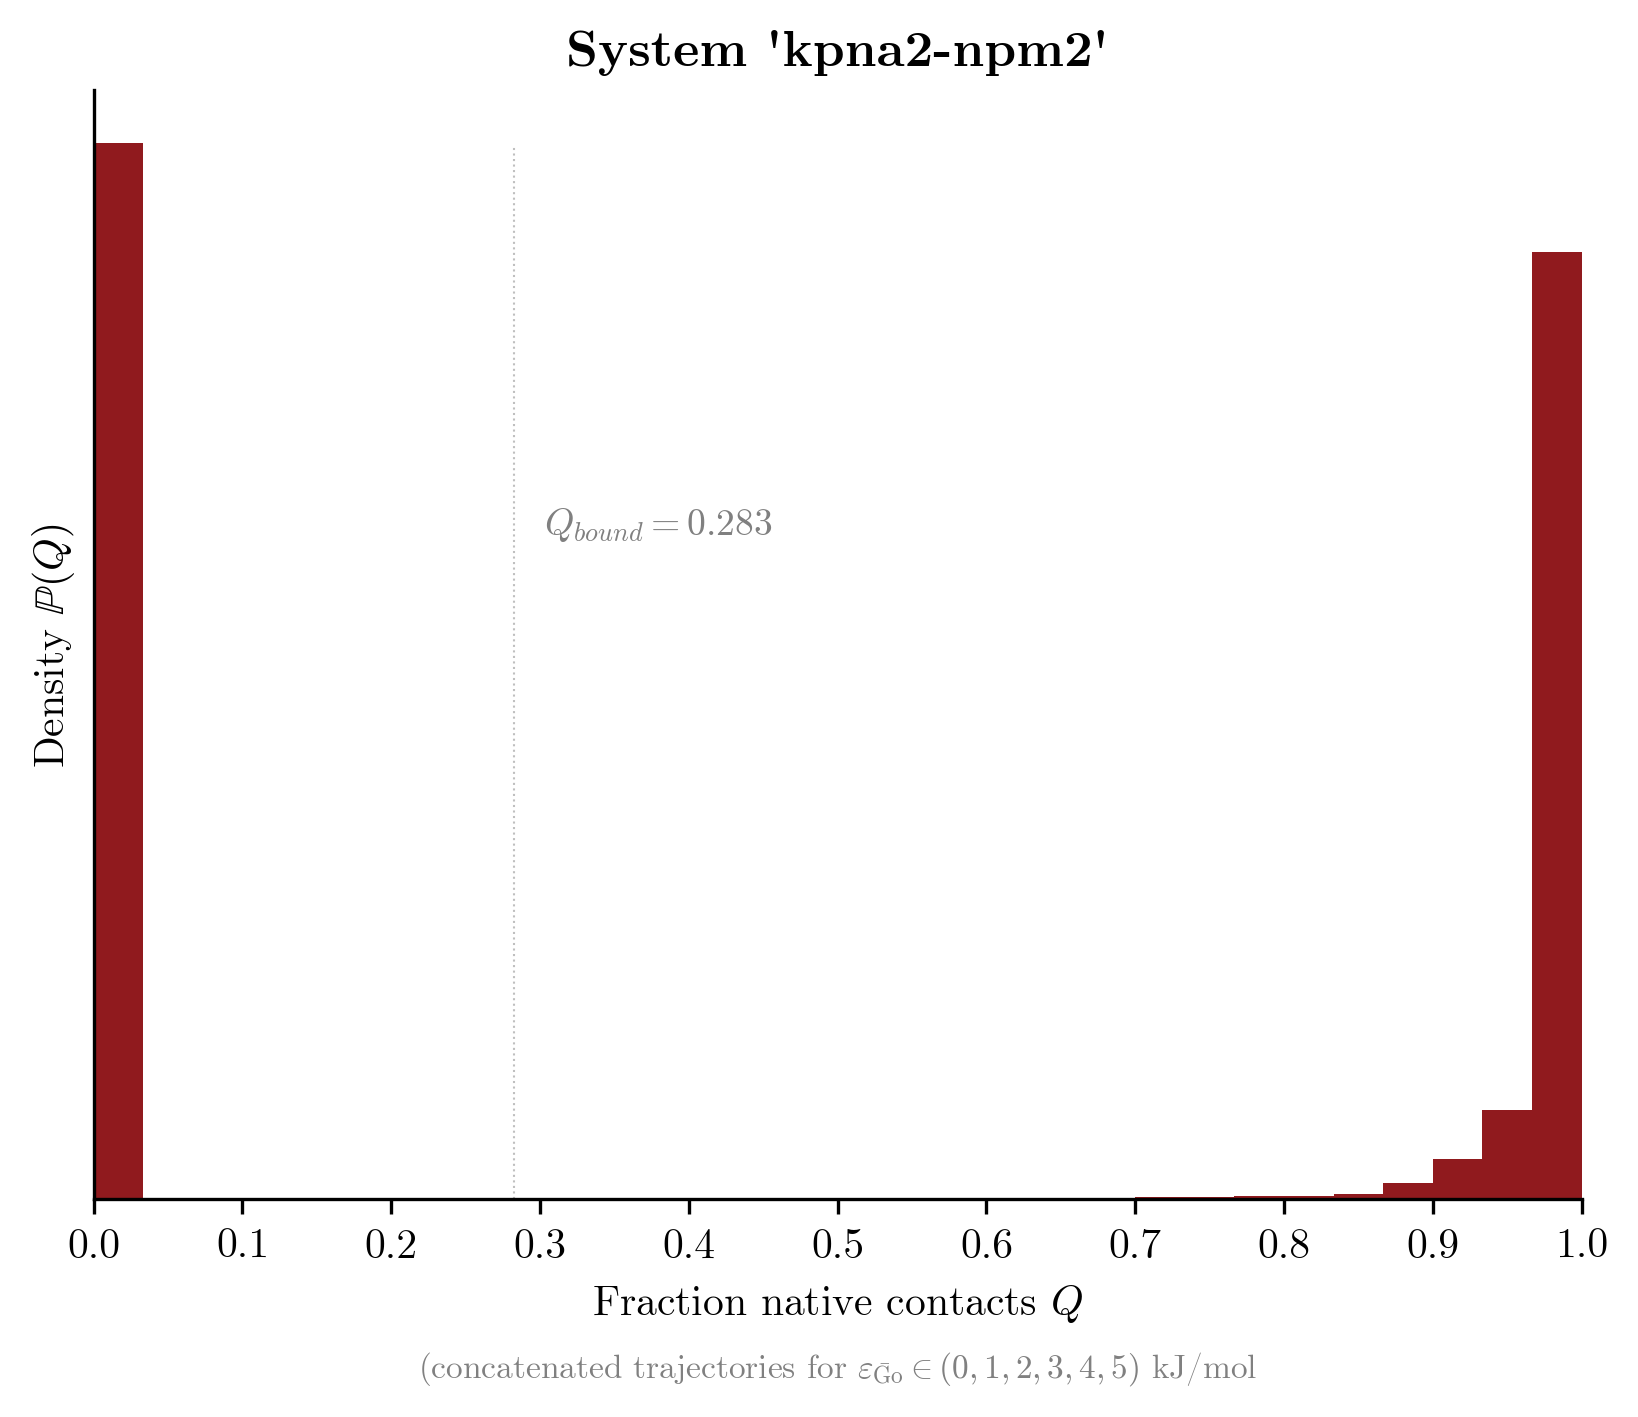 System 'kpna2-npm2'
Density ℙ(Q)
Q_bound = 0.283
0.0 0.1 0.2 0.3 0.4 0.5 0.6 0.7 0.8 0.9 1.0
Fraction native contacts Q
(concatenated trajectories for ε_Ḡo ∈ (0, 1, 2, 3, 4, 5) kJ/mol